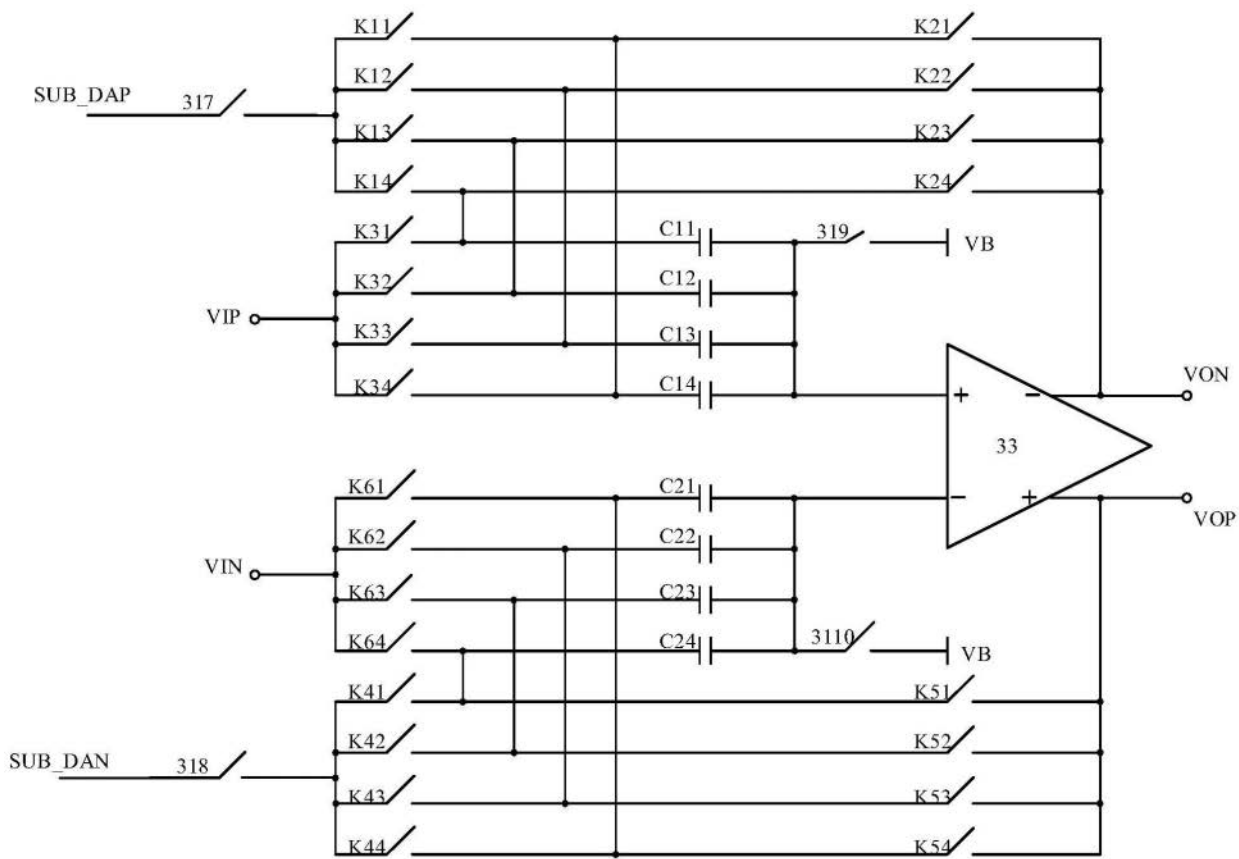 K11 K21
K12 K22
SUB_DAP 317
K13 K23
K14 K24
K31 C11 319 VB
K32 C12
VIP
K33 C13
K34 C14 + − VON
33
K61 C21 − + VOP
K62 C22
VIN
K63 C23
K64 C24 3110 VB
K41 K51
K42 K52
SUB_DAN 318
K43 K53
K44 K54